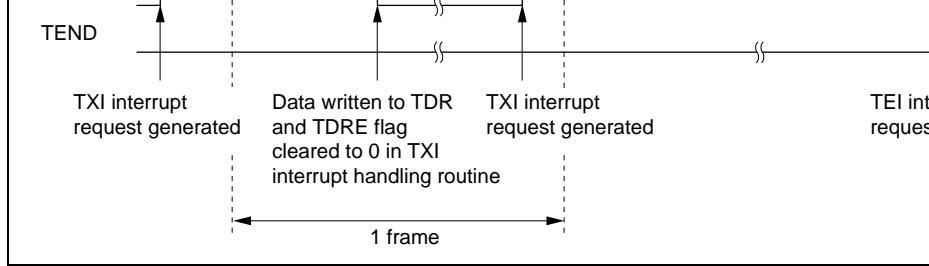 TEND
TXI interrupt
request generated
Data written to TDR
and TDRE flag
cleared to 0 in TXI
interrupt handling routine
TXI interrupt
request generated
TEI
1 frame